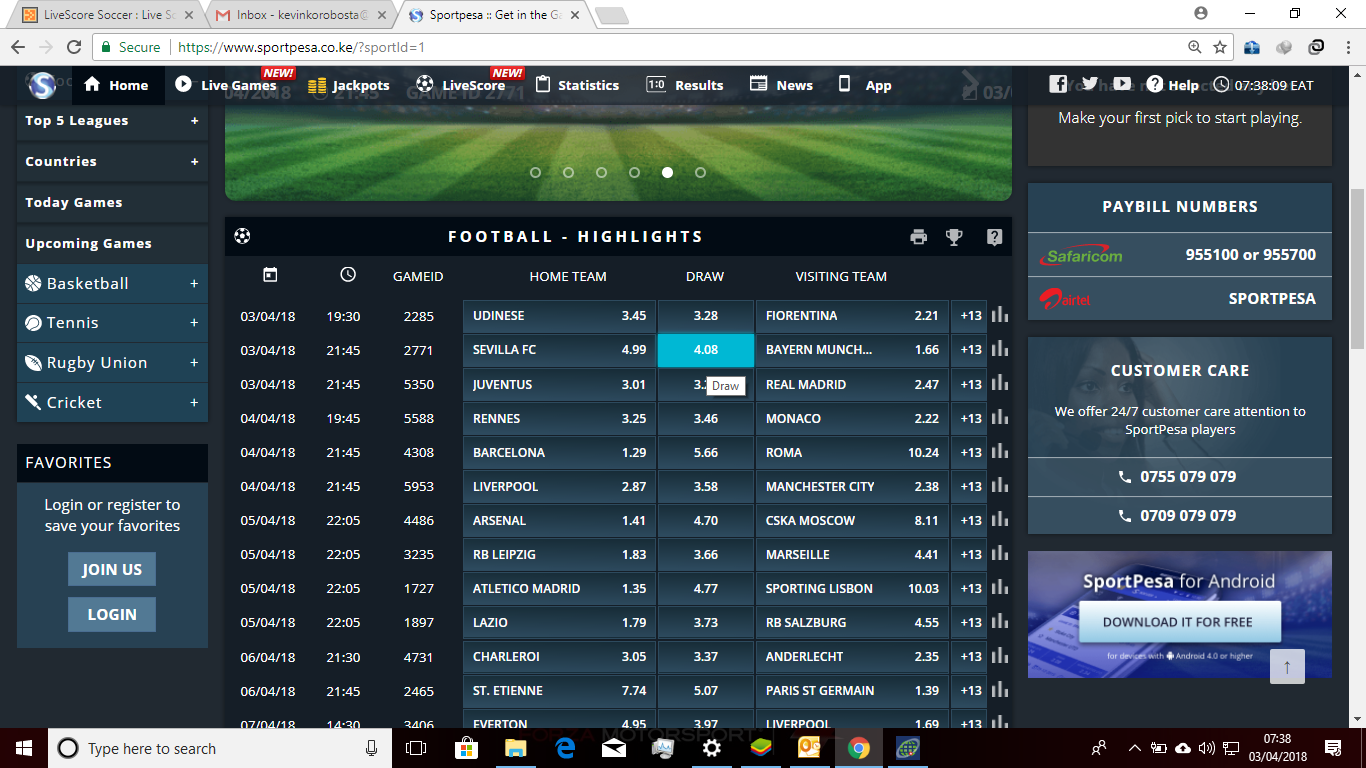 LiveScore Soccer : Live Sc
Inbox - kevinkorobosta@
Sportpesa :: Get in the Ga
Secure
https://www.sportpesa.co.ke/?sportId=1
Home
Live Games
NEW!
Jackpots
LiveScore
NEW!
Statistics
1:0
Results
News
App
Help
07:38:09 EAT
04/2018
21:45
GAME ID 2771
03/0
Top 5 Leagues +
Countries +
Today Games
Upcoming Games
Basketball +
Tennis +
Rugby Union +
Cricket +
FAVORITES
Login or register to
save your favorites
JOIN US
LOGIN
FOOTBALL - HIGHLIGHTS
GAMEID HOME TEAM DRAW VISITING TEAM
03/04/18 19:30 2285 UDINESE 3.45 3.28 FIORENTINA 2.21 +13
03/04/18 21:45 2771 SEVILLA FC 4.99 4.08 BAYERN MUNCH... 1.66 +13
03/04/18 21:45 5350 JUVENTUS 3.01 REAL MADRID 2.47 +13
Draw
04/04/18 19:45 5588 RENNES 3.25 3.46 MONACO 2.22 +13
04/04/18 21:45 4308 BARCELONA 1.29 5.66 ROMA 10.24 +13
04/04/18 21:45 5953 LIVERPOOL 2.87 3.58 MANCHESTER CITY 2.38 +13
05/04/18 22:05 4486 ARSENAL 1.41 4.70 CSKA MOSCOW 8.11 +13
05/04/18 22:05 3235 RB LEIPZIG 1.83 3.66 MARSEILLE 4.41 +13
05/04/18 22:05 1727 ATLETICO MADRID 1.35 4.77 SPORTING LISBON 10.03 +13
05/04/18 22:05 1897 LAZIO 1.79 3.73 RB SALZBURG 4.55 +13
06/04/18 21:30 4731 CHARLEROI 3.05 3.37 ANDERLECHT 2.35 +13
06/04/18 21:45 2465 ST. ETIENNE 7.74 5.07 PARIS ST GERMAIN 1.39 +13
07/04/18 14:30 3406 EVERTON 4.95 3.97 LIVERPOOL 1.69 +13
Make your first pick to start playing.
PAYBILL NUMBERS
Safaricom 955100 or 955700
airtel SPORTPESA
CUSTOMER CARE
We offer 24/7 customer care attention to
SportPesa players
0755 079 079
0709 079 079
SportPesa for Android
DOWNLOAD IT FOR FREE
for devices with Android 4.0 or higher
Type here to search
MOTORSPORT
07:38
03/04/2018